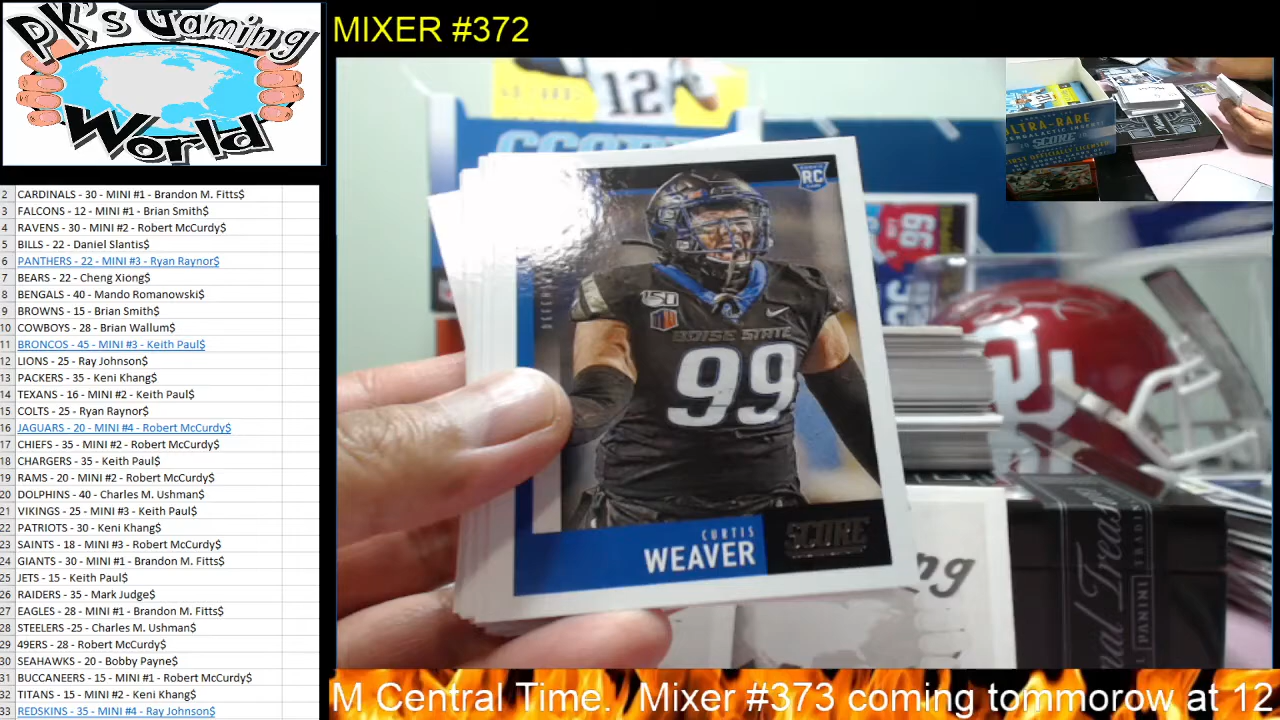 PK's Gaming
World
MIXER #372
2 CARDINALS - 30 - MINI #1 - Brandon M. Fitts$
3 FALCONS - 12 - MINI #1 - Brian Smith$
4 RAVENS - 30 - MINI #2 - Robert McCurdy$
5 BILLS - 22 - Daniel Slantis$
6 PANTHERS - 22 - MINI #3 - Ryan Raynor$
7 BEARS - 22 - Cheng Xiong$
8 BENGALS - 40 - Mando Romanowski$
9 BROWNS - 15 - Brian Smith$
10 COWBOYS - 28 - Brian Wallum$
11 BRONCOS - 45 - MINI #3 - Keith Paul$
12 LIONS - 25 - Ray Johnson$
13 PACKERS - 35 - Keni Khang$
14 TEXANS - 16 - MINI #2 - Keith Paul$
15 COLTS - 25 - Ryan Raynor$
16 JAGUARS - 20 - MINI #4 - Robert McCurdy$
17 CHIEFS - 35 - MINI #2 - Robert McCurdy$
18 CHARGERS - 35 - Keith Paul$
19 RAMS - 20 - MINI #2 - Robert McCurdy$
20 DOLPHINS - 40 - Charles M. Ushman$
21 VIKINGS - 25 - MINI #3 - Keith Paul$
22 PATRIOTS - 30 - Keni Khang$
23 SAINTS - 18 - MINI #3 - Robert McCurdy$
24 GIANTS - 30 - MINI #1 - Brandon M. Fitts$
25 JETS - 15 - Keith Paul$
26 RAIDERS - 35 - Mark Judge$
27 EAGLES - 28 - MINI #1 - Brandon M. Fitts$
28 STEELERS -25 - Charles M. Ushman$
29 49ERS - 28 - Robert McCurdy$
30 SEAHAWKS - 20 - Bobby Payne$
31 BUCCANEERS - 15 - MINI #1 - Robert McCurdy$
32 TITANS - 15 - MINI #2 - Keni Khang$
33 REDSKINS - 35 - MINI #4 - Ray Johnson$
12
SCORE
RC
150
BOISE STATE
99
CURTIS
WEAVER
SCORE
99
ULTRA-RARE
SCORE
PANINI
M Central Time. Mixer #373 coming tommorow at 12